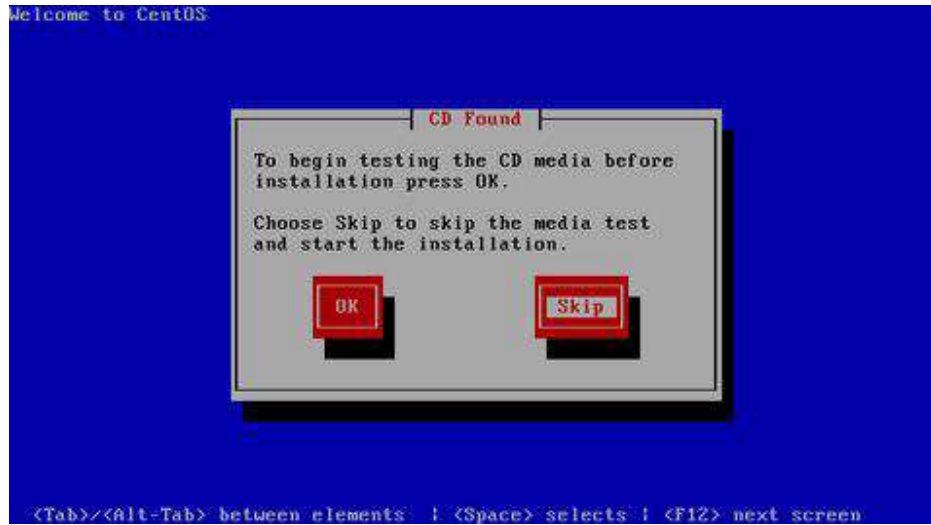 Welcome to CentOS
CD Found
To begin testing the CD media before
installation press OK.
Choose Skip to skip the media test
and start the installation.
OK Skip
<Tab>/<Alt-Tab> between elements | <Space> selects | <F12> next screen